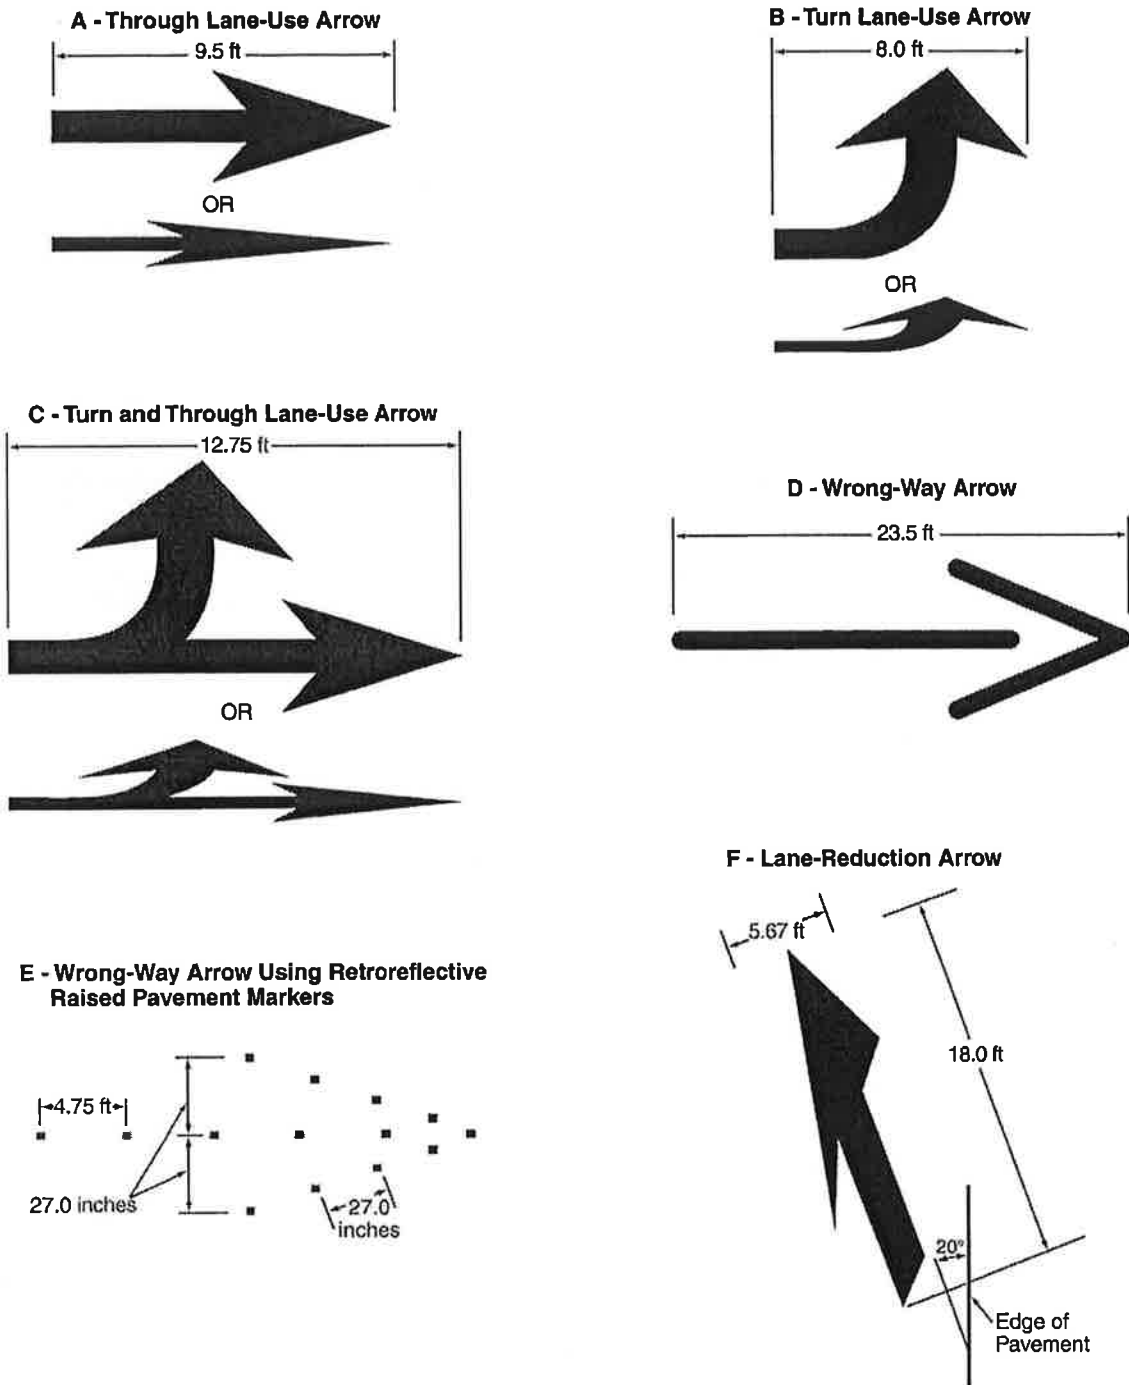 A - Through Lane-Use Arrow
9.5 ft
OR
B - Turn Lane-Use Arrow
8.0 ft
OR
C - Turn and Through Lane-Use Arrow
12.75 ft
OR
D - Wrong-Way Arrow
23.5 ft
E - Wrong-Way Arrow Using Retroreflective
Raised Pavement Markers
4.75 ft
27.0 inches
27.0
inches
F - Lane-Reduction Arrow
5.67 ft
18.0 ft
20°
Edge of
Pavement